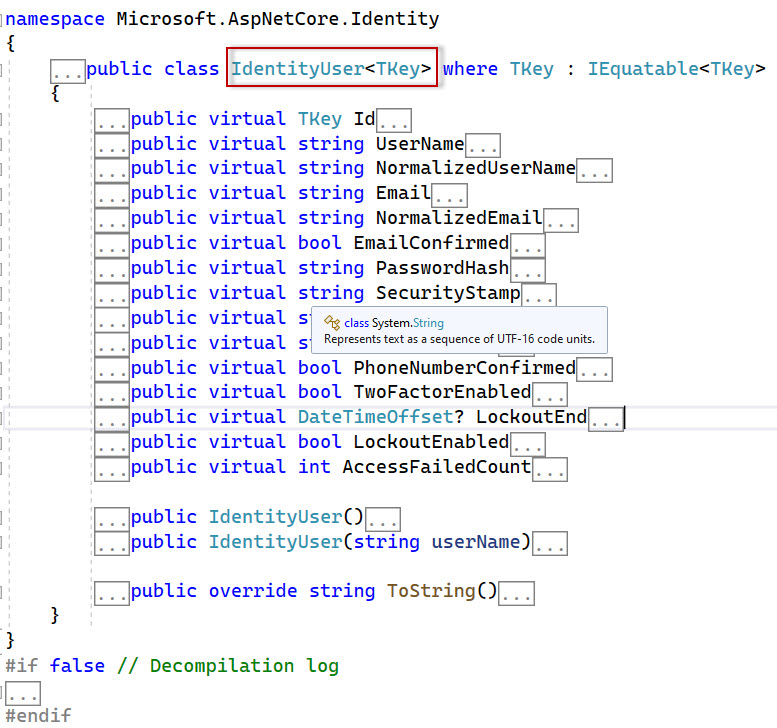 namespace Microsoft.AspNetCore.Identity
{
...public class IdentityUser<TKey> where TKey : IEquatable<TKey>
{
...public virtual TKey Id...
...public virtual string UserName...
...public virtual string NormalizedUserName...
...public virtual string Email...
...public virtual string NormalizedEmail...
...public virtual bool EmailConfirmed...
...public virtual string PasswordHash...
...public virtual string SecurityStamp...
...public virtual
class System.String
...public virtual
Represents text as a sequence of UTF-16 code units.
...public virtual bool PhoneNumberConfirmed...
...public virtual bool TwoFactorEnabled...
...public virtual DateTimeOffset? LockoutEnd...
...public virtual bool LockoutEnabled...
...public virtual int AccessFailedCount...
...public IdentityUser()...
...public IdentityUser(string userName)...
...public override string ToString()...
}
}
#if false // Decompilation log
...
#endif